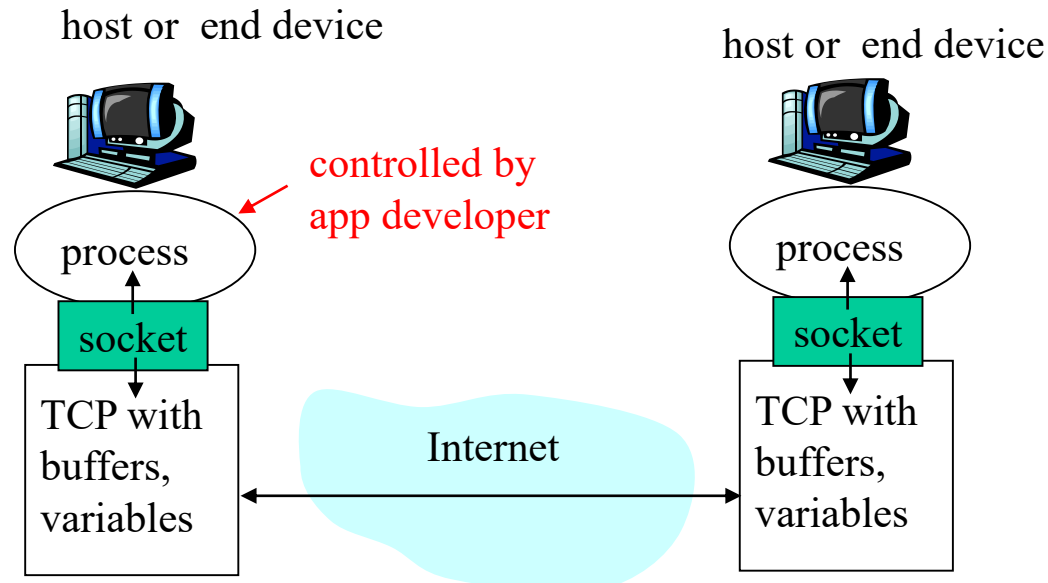 host or end device
host or end device
controlled by
app developer
process
process
socket
socket
TCP with
buffers,
variables
Internet
TCP with
buffers,
variables